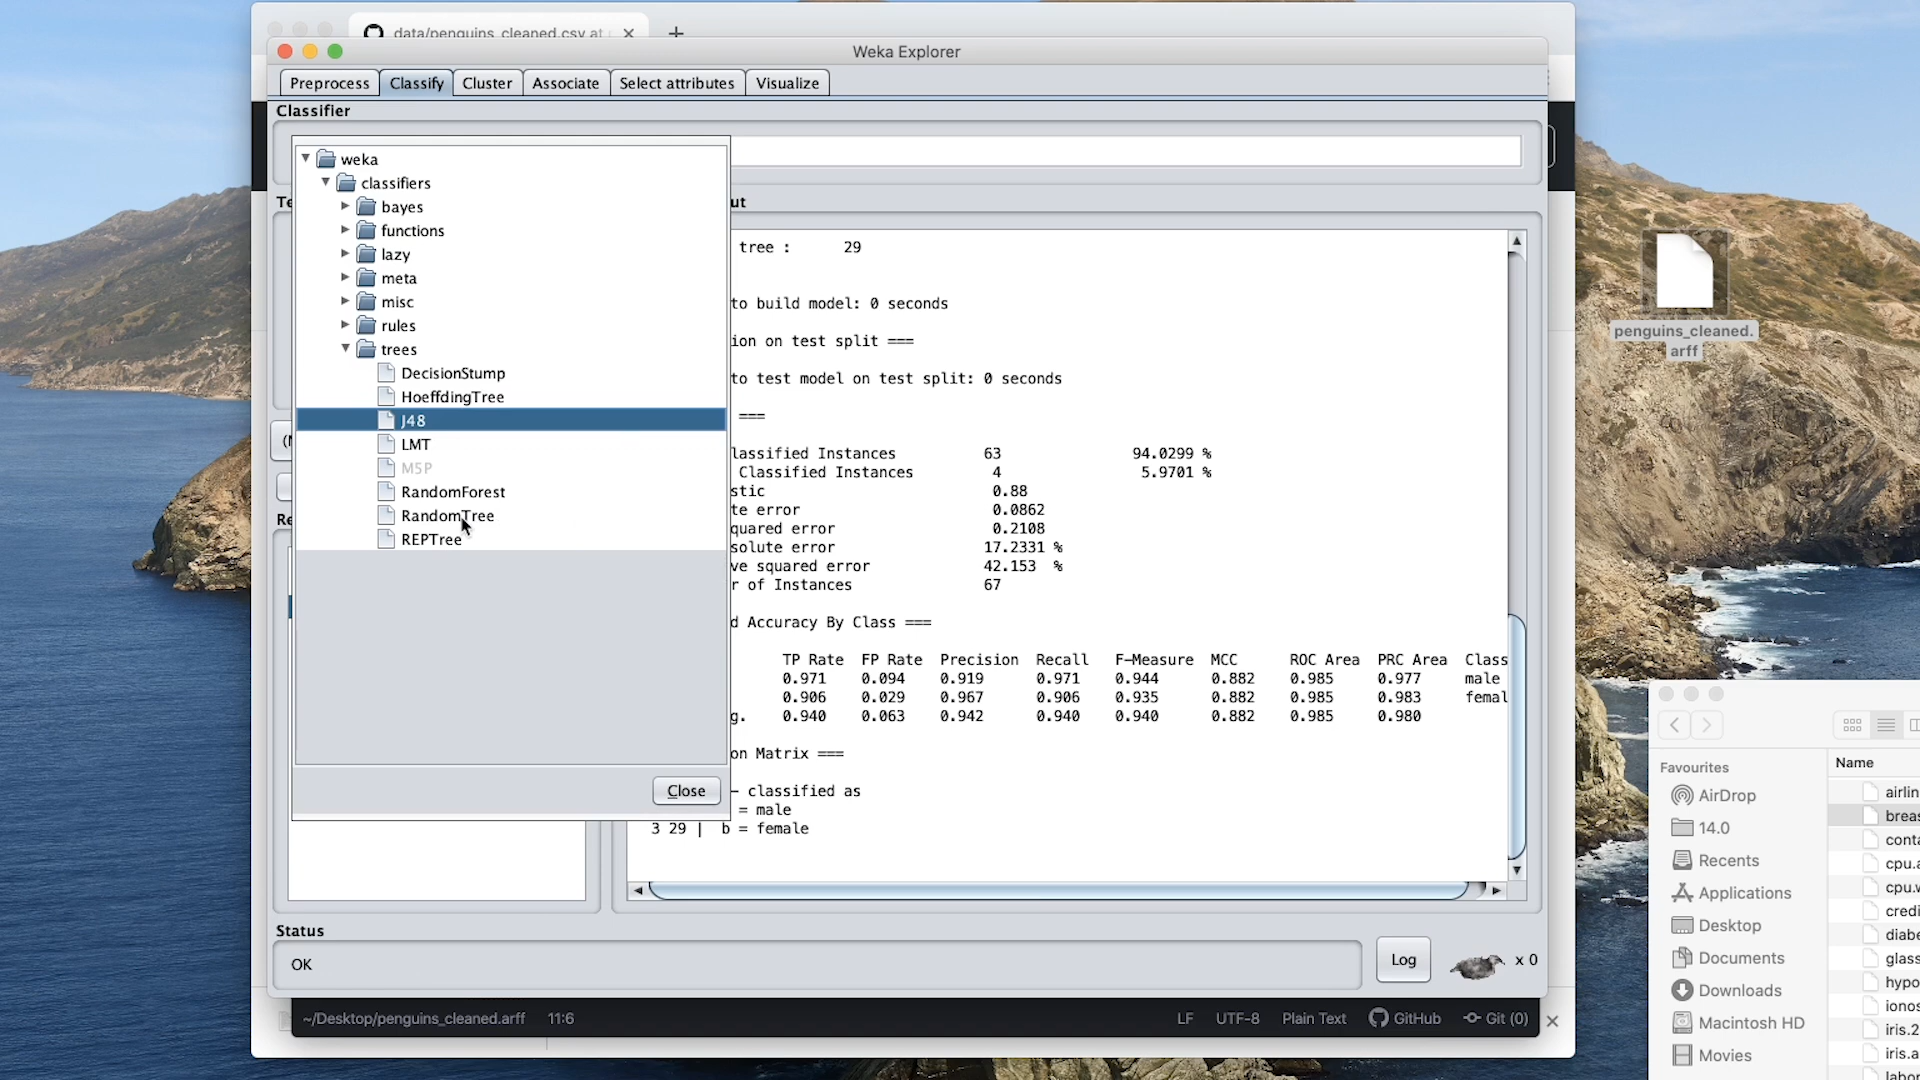 data/penguins_cleaned.csv at
Weka Explorer
Preprocess Classify Cluster Associate Select attributes Visualize
Classifier
weka
classifiers
bayes
functions
lazy
meta
misc
rules
trees
DecisionStump
HoeffdingTree
J48
LMT
M5P
RandomForest
RandomTree
REPTree
Close
Te
(N
Re
ut
tree : 29
to build model: 0 seconds
ion on test split ===
to test model on test split: 0 seconds
===
lassified Instances 63 94.0299 %
Classified Instances 4 5.9701 %
stic 0.88
te error 0.0862
quared error 0.2108
solute error 17.2331 %
ve squared error 42.153 %
r of Instances 67
d Accuracy By Class ===
TP Rate FP Rate Precision Recall F-Measure MCC ROC Area PRC Area Class
0.971 0.094 0.919 0.971 0.944 0.882 0.985 0.977 male
0.906 0.029 0.967 0.906 0.935 0.882 0.985 0.983 femal
g. 0.940 0.063 0.942 0.940 0.940 0.882 0.985 0.980
on Matrix ===
- classified as
= male
3 29 | b = female
Status
OK
Log
x 0
~/Desktop/penguins_cleaned.arff 11:6 LF UTF-8 Plain Text GitHub Git (0)
penguins_cleaned.
arff
Favourites
AirDrop
14.0
Recents
Applications
Desktop
Documents
Downloads
Macintosh HD
Movies
Name
airlin
breas
conta
cpu.a
cpu.w
credi
diabe
glass
hypo
ionos
iris.2
iris.a
labor